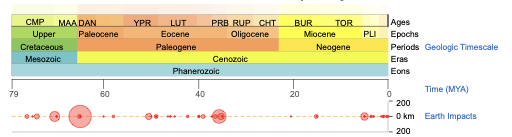 CMP MAA DAN YPR LUT PRB RUP CHT BUR TOR Ages
Upper Paleocene Eocene Oligocene Miocene PLI Epochs
Cretaceous Paleogene Neogene Periods Geologic Timescale
Mesozoic Cenozoic Eras
Phanerozoic Eons
79 60 40 20 0 Time (MYA)
200
0 km Earth Impacts
200